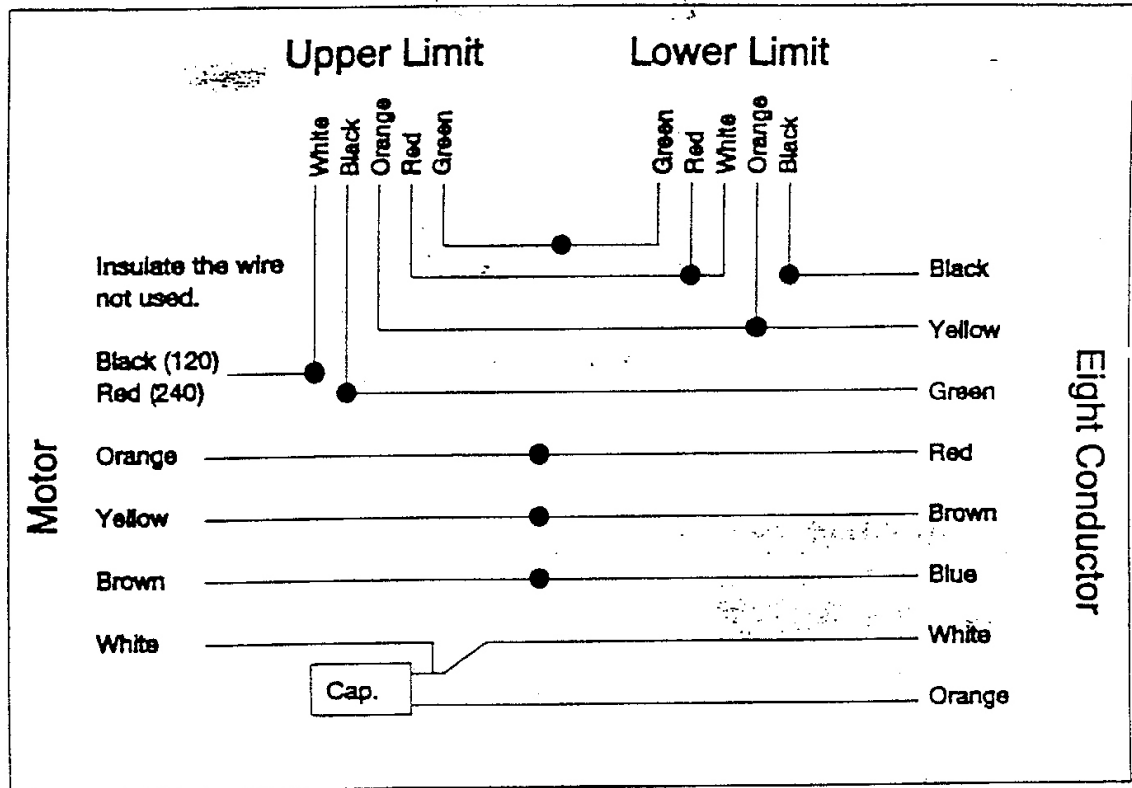 Upper Limit
Lower Limit
White
Black
Orange
Red
Green
Green
Red
White
Orange
Black
Insulate the wire
not used.
Black
Yellow
Black (120)
Red (240)
Green
Motor
Eight Conductor
Orange
Red
Yellow
Brown
Brown
Blue
White
White
Cap.
Orange